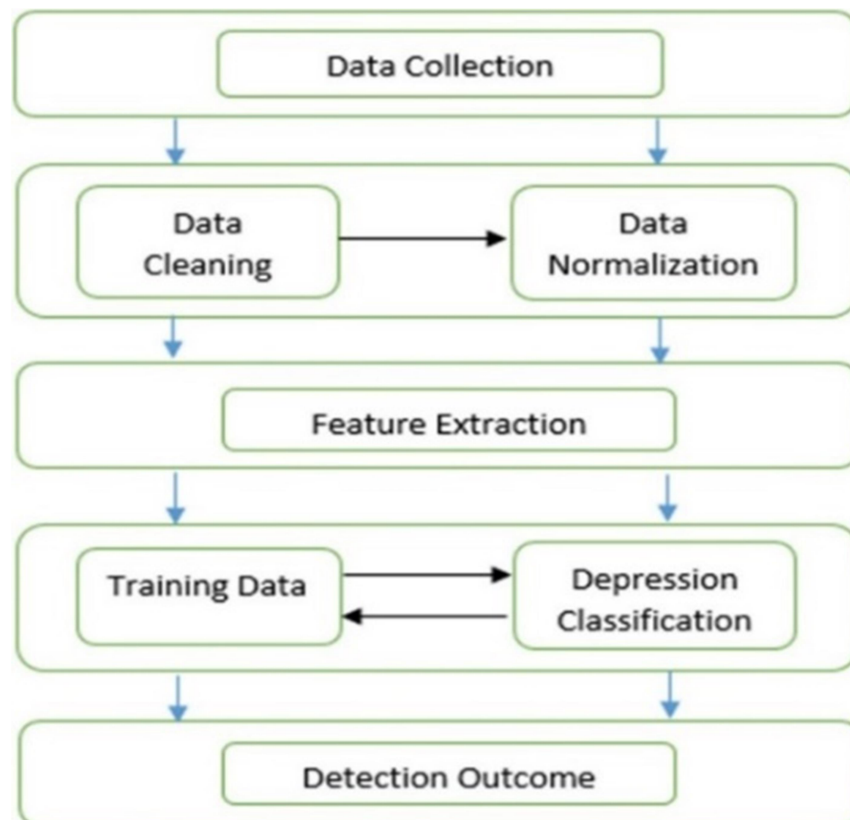 Data Collection
Data
Cleaning
Data
Normalization
Feature Extraction
Training Data
Depression
Classification
Detection Outcome